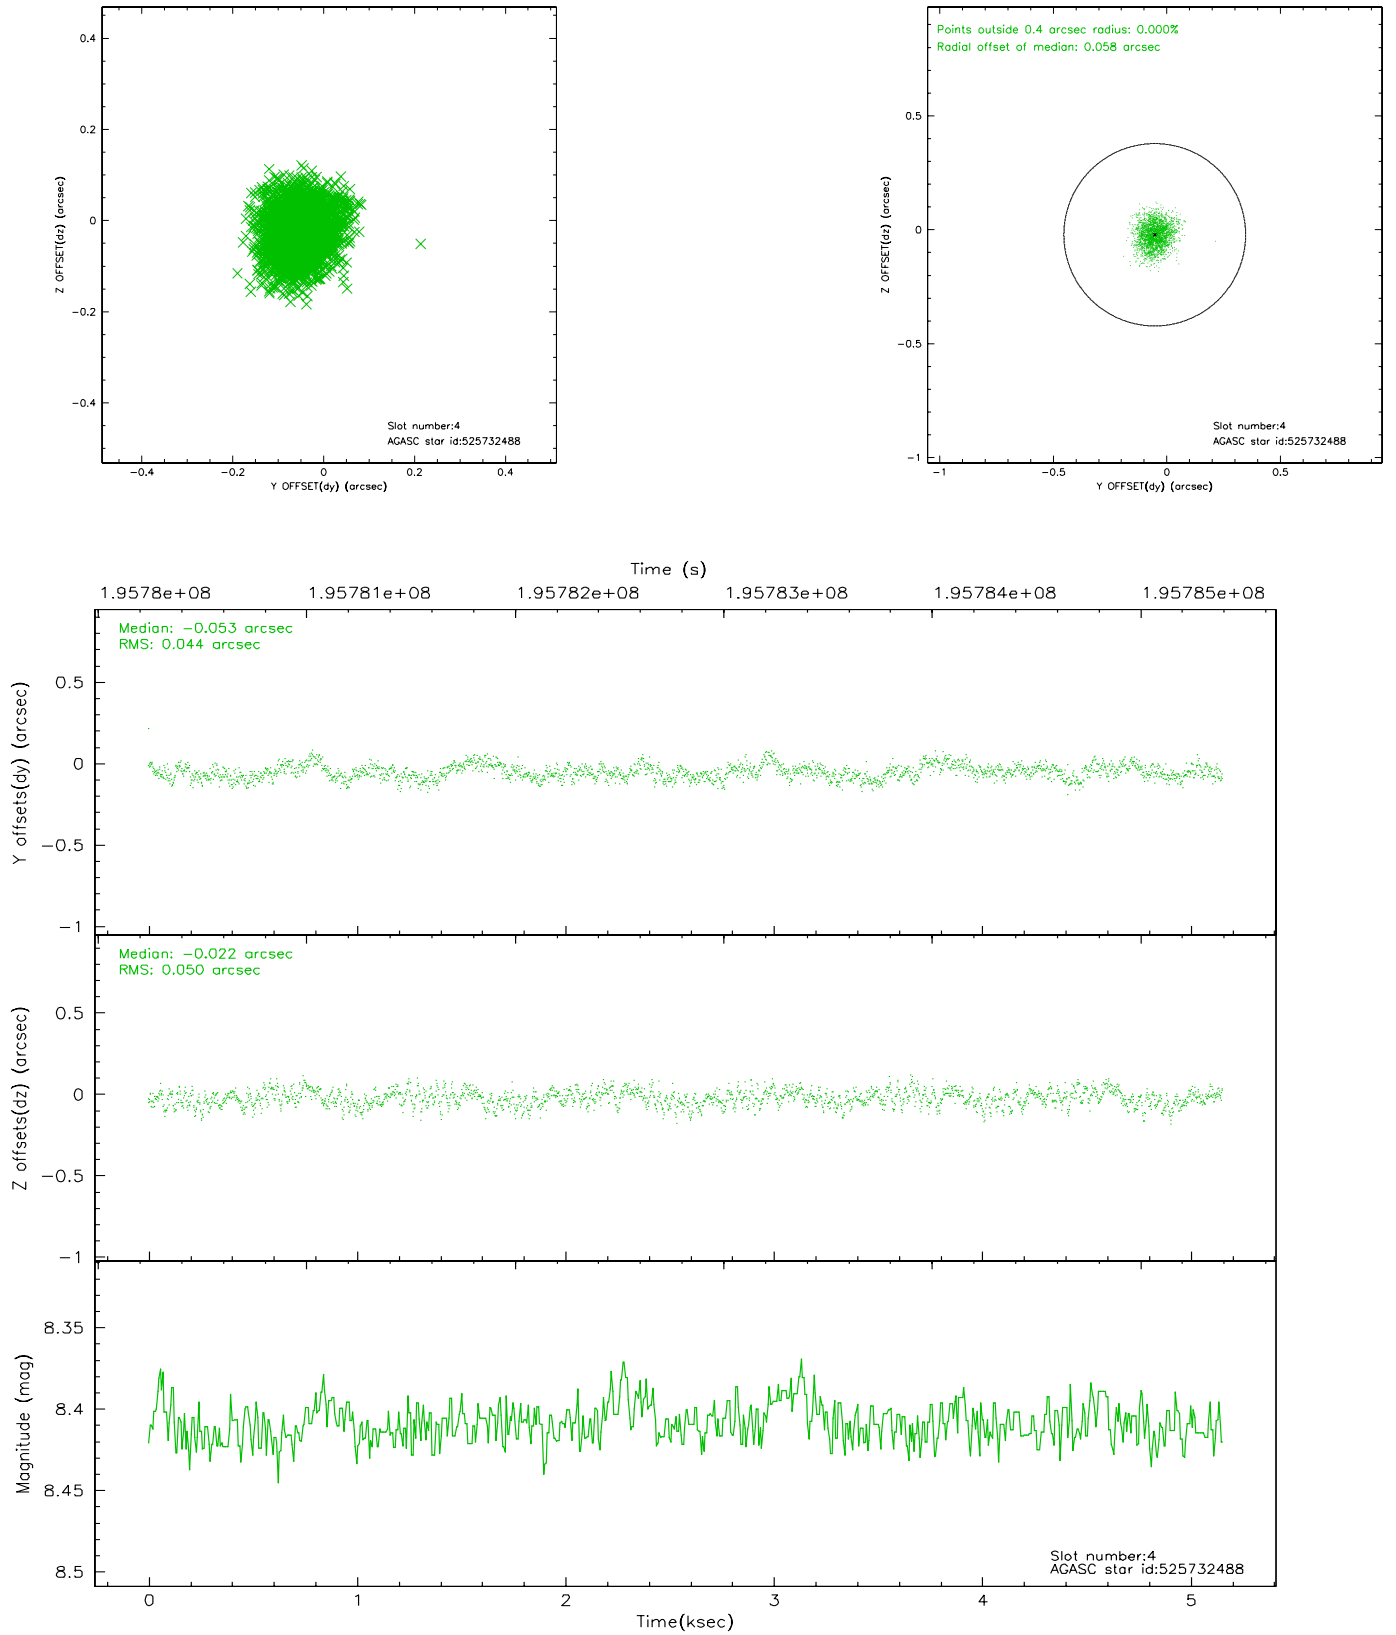 0.4
0.2
0
−0.2
−0.4
Z OFFSET(dz) (arcsec)
Slot number:4
AGASC star id:525732488
−0.4 −0.2 0 0.2 0.4
Y OFFSET(dy) (arcsec)
Points outside 0.4 arcsec radius: 0.000%
Radial offset of median: 0.058 arcsec
0.5
0
−0.5
−1
Z OFFSET(dz) (arcsec)
Slot number:4
AGASC star id:525732488
−1 −0.5 0 0.5
Y OFFSET(dy) (arcsec)
Time (s)
1.9578e+08 1.95781e+08 1.95782e+08 1.95783e+08 1.95784e+08 1.95785e+08
Median: −0.053 arcsec
RMS: 0.044 arcsec
0.5
0
−0.5
−1
Y offsets(dy) (arcsec)
Median: −0.022 arcsec
RMS: 0.050 arcsec
0.5
0
−0.5
−1
Z offsets(dz) (arcsec)
8.35
8.4
8.45
8.5
Magnitude (mag)
Slot number:4
AGASC star id:525732488
0 1 2 3 4 5
Time(ksec)